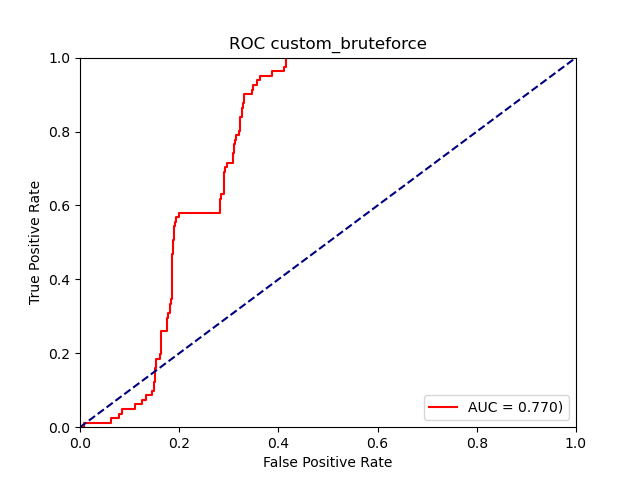 ROC custom_bruteforce
1.0
0.8
0.6
0.4
0.2
0.0
True Positive Rate
0.0 0.2 0.4 0.6 0.8 1.0
False Positive Rate
AUC = 0.770)